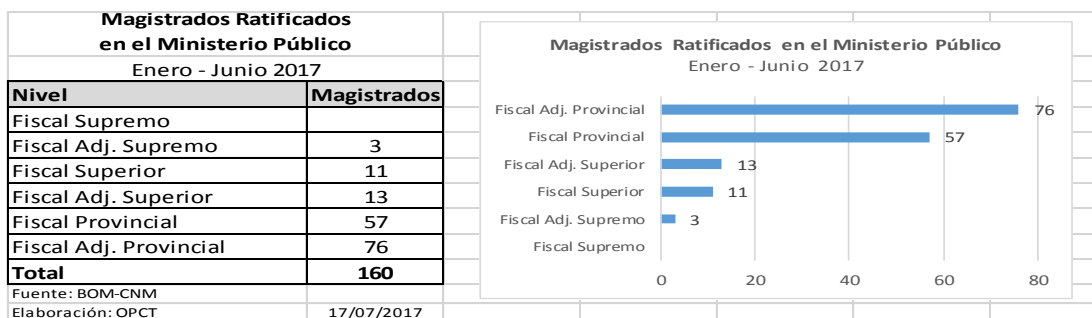 Magistrados Ratificados
en el Ministerio Público
Enero - Junio 2017
Nivel Magistrados
Fiscal Supremo
Fiscal Adj. Supremo 3
Fiscal Superior 11
Fiscal Adj. Superior 13
Fiscal Provincial 57
Fiscal Adj. Provincial 76
Total 160
Fuente: BOM-CNM
Elaboración: OPCT 17/07/2017
Magistrados Ratificados en el Ministerio Público
Enero - Junio 2017
Fiscal Adj. Provincial 76
Fiscal Provincial 57
Fiscal Adj. Superior 13
Fiscal Superior 11
Fiscal Adj. Supremo 3
Fiscal Supremo
0 20 40 60 80